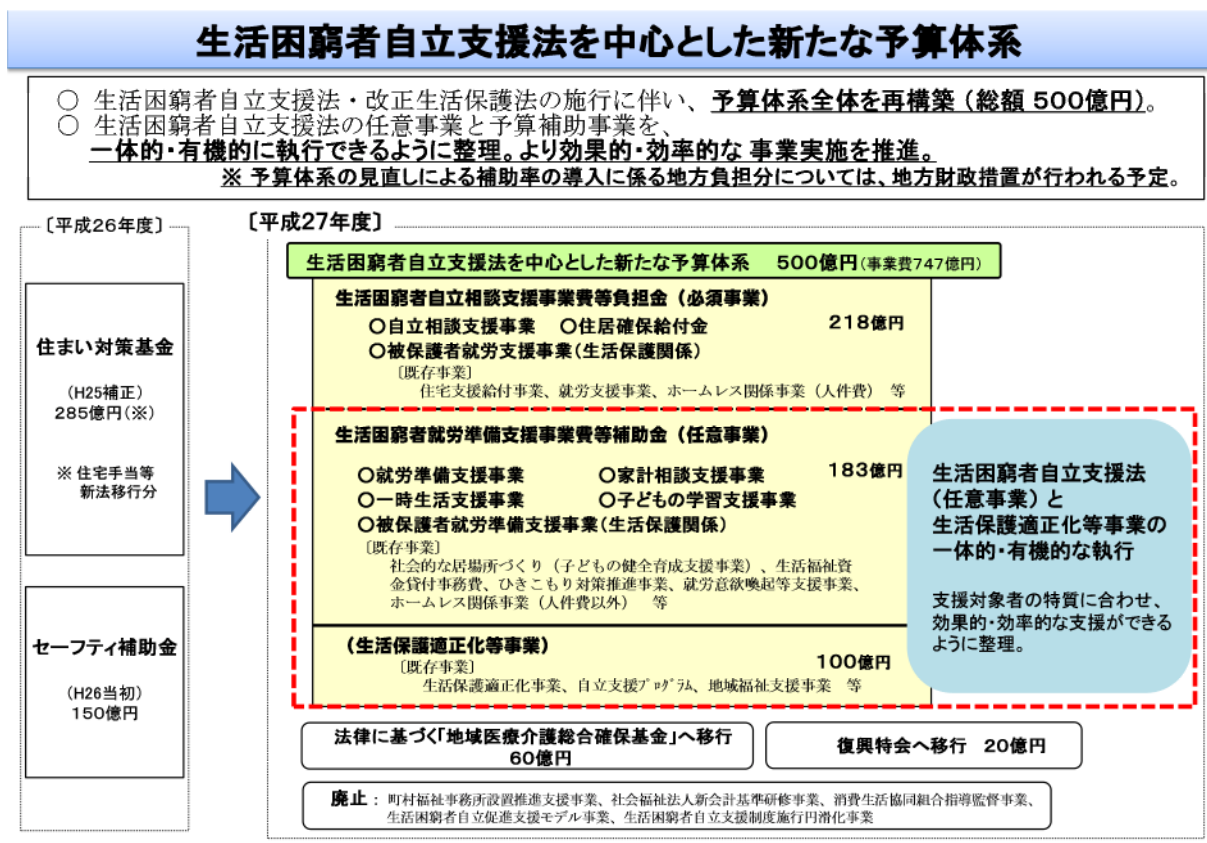 生活困窮者自立支援法を中心とした新たな予算体系
○ 生活困窮者自立支援法・改正生活保護法の施行に伴い、予算体系全体を再構築（総額 500億円）。
○ 生活困窮者自立支援法の任意事業と予算補助事業を、
一体的・有機的に執行できるように整理。より効果的・効率的な 事業実施を推進。
※ 予算体系の見直しによる補助率の導入に係る地方負担分については、地方財政措置が行われる予定。
〔平成26年度〕
住まい対策基金
(H25補正)
285億円(※)
※ 住宅手当等
新法移行分
セーフティ補助金
(H26当初)
150億円
〔平成27年度〕
生活困窮者自立支援法を中心とした新たな予算体系 500億円(事業費747億円)
生活困窮者自立相談支援事業費等負担金（必須事業）
218億円
○自立相談支援事業 ○住居確保給付金
○被保護者就労支援事業(生活保護関係)
〔既存事業〕
住宅支援給付事業、就労支援事業、ホームレス関係事業（人件費） 等
生活困窮者就労準備支援事業費等補助金（任意事業）
183億円
○就労準備支援事業 ○家計相談支援事業
○一時生活支援事業 ○子どもの学習支援事業
○被保護者就労準備支援事業(生活保護関係)
〔既存事業〕
社会的な居場所づくり（子どもの健全育成支援事業）、生活福祉資
金貸付事務費、ひきこもり対策推進事業、就労意欲喚起等支援事業、
ホームレス関係事業（人件費以外） 等
（生活保護適正化等事業）
100億円
〔既存事業〕
生活保護適正化事業、自立支援ﾌﾟﾛｸﾞﾗﾑ、地域福祉支援事業 等
生活困窮者自立支援法
（任意事業）と
生活保護適正化等事業の
一体的・有機的な執行
支援対象者の特質に合わせ、
効果的・効率的な支援ができる
ように整理。
法律に基づく「地域医療介護総合確保基金」へ移行
60億円
復興特会へ移行 20億円
廃止：町村福祉事務所設置推進支援事業、社会福祉法人新会計基準研修事業、消費生活協同組合指導監督事業、
生活困窮者自立促進支援モデル事業、生活困窮者自立支援制度施行円滑化事業